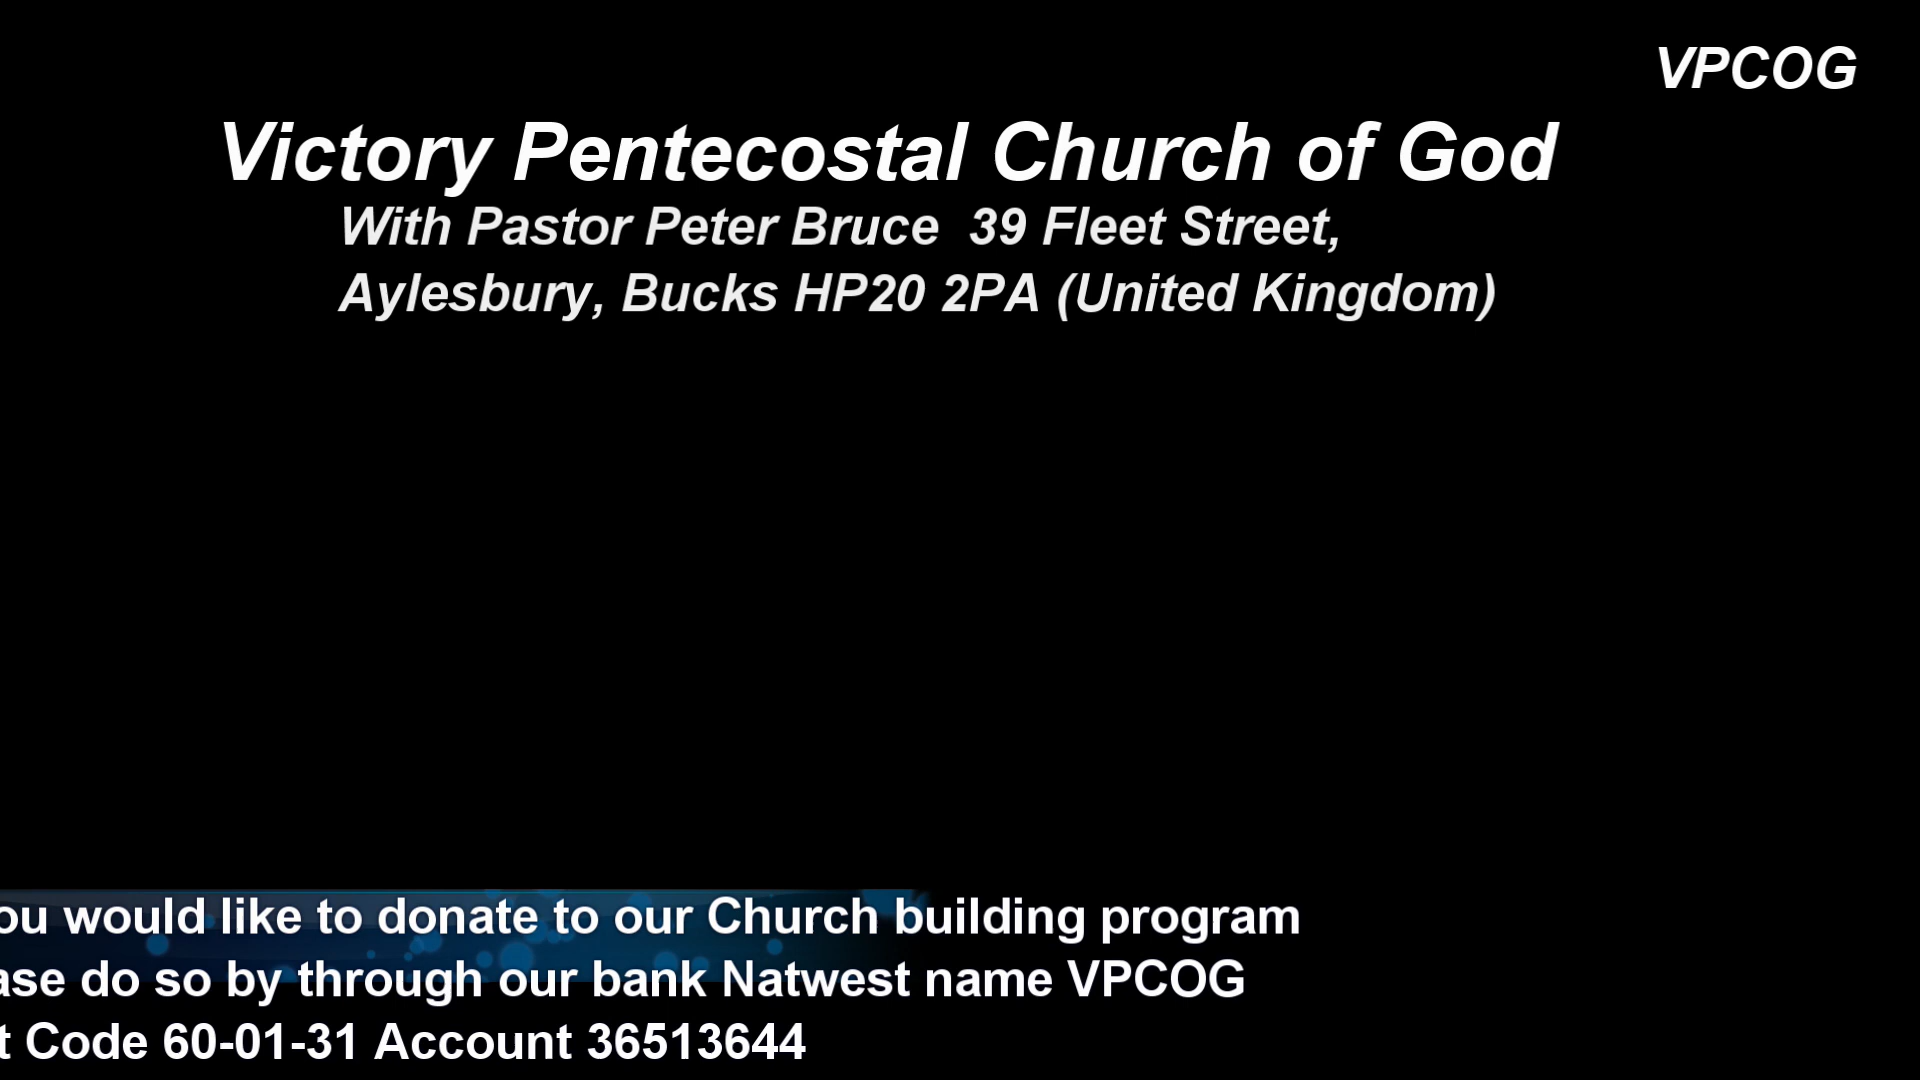 VPCOG
Victory Pentecostal Church of God
With Pastor Peter Bruce  39 Fleet Street,
Aylesbury, Bucks HP20 2PA (United Kingdom)
ou would like to donate to our Church building program
ase do so by through our bank Natwest name VPCOG
t Code 60-01-31 Account 36513644